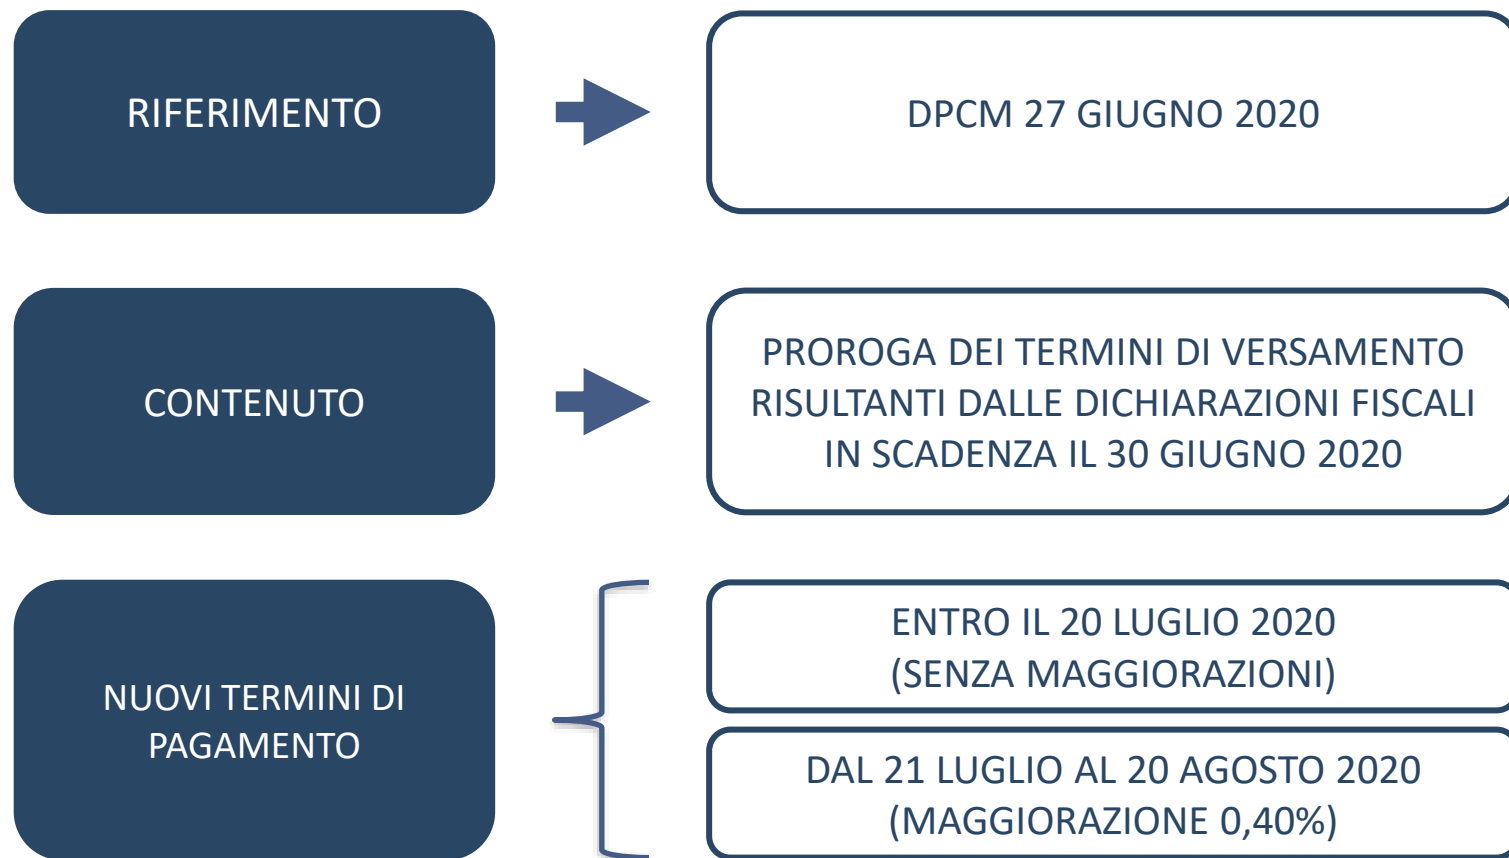 RIFERIMENTO
DPCM 27 GIUGNO 2020
CONTENUTO
PROROGA DEI TERMINI DI VERSAMENTO
RISULTANTI DALLE DICHIARAZIONI FISCALI
IN SCADENZA IL 30 GIUGNO 2020
NUOVI TERMINI DI
PAGAMENTO
ENTRO IL 20 LUGLIO 2020
(SENZA MAGGIORAZIONI)
DAL 21 LUGLIO AL 20 AGOSTO 2020
(MAGGIORAZIONE 0,40%)